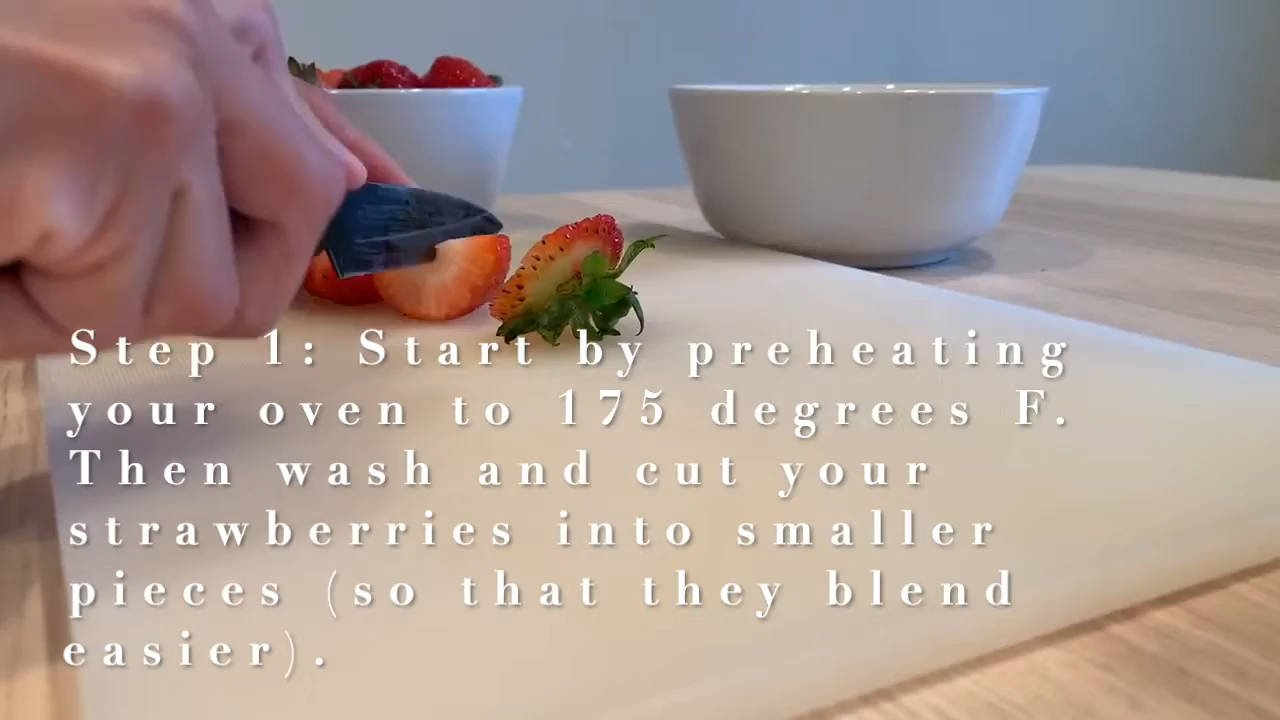 Step 1: Start by preheating
your oven to 175 degrees F.
Then wash and cut your
strawberries into smaller
pieces (so that they blend
easier).